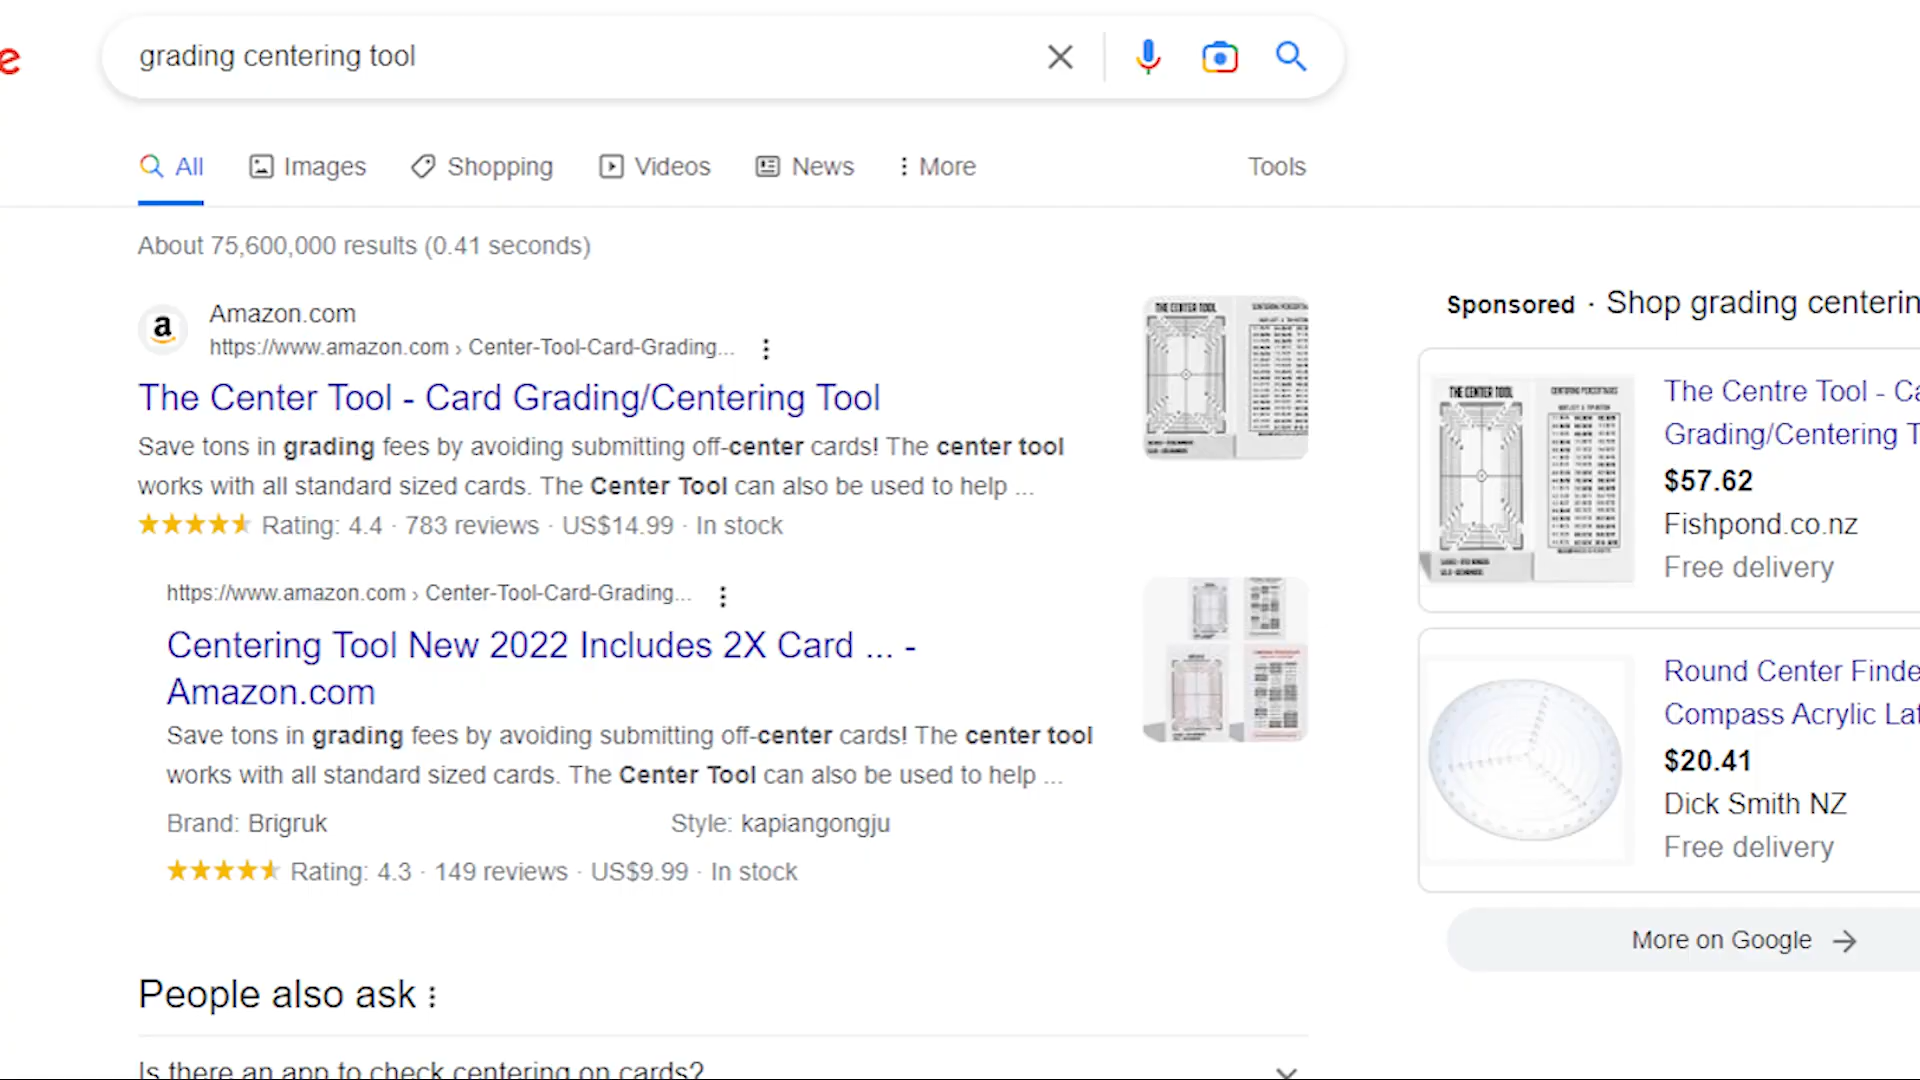 e
grading centering tool
All Images Shopping Videos News More Tools
About 75,600,000 results (0.41 seconds)
Amazon.com
https://www.amazon.com › Center-Tool-Card-Grading...
The Center Tool - Card Grading/Centering Tool
Save tons in grading fees by avoiding submitting off-center cards! The center tool
works with all standard sized cards. The Center Tool can also be used to help ...
Rating: 4.4 · 783 reviews · US$14.99 · In stock
THE CENTER TOOL
https://www.amazon.com › Center-Tool-Card-Grading...
Centering Tool New 2022 Includes 2X Card ... -
Amazon.com
Save tons in grading fees by avoiding submitting off-center cards! The center tool
works with all standard sized cards. The Center Tool can also be used to help ...
Brand: Brigruk Style: kapiangongju
Rating: 4.3 · 149 reviews · US$9.99 · In stock
People also ask
Is there an app to check centering on cards?
Sponsored · Shop grading centerin
THE CENTER TOOL
CENTERING PERCENTAGES
The Centre Tool - Ca
Grading/Centering T
$57.62
Fishpond.co.nz
Free delivery
Round Center Finde
Compass Acrylic Lat
$20.41
Dick Smith NZ
Free delivery
More on Google